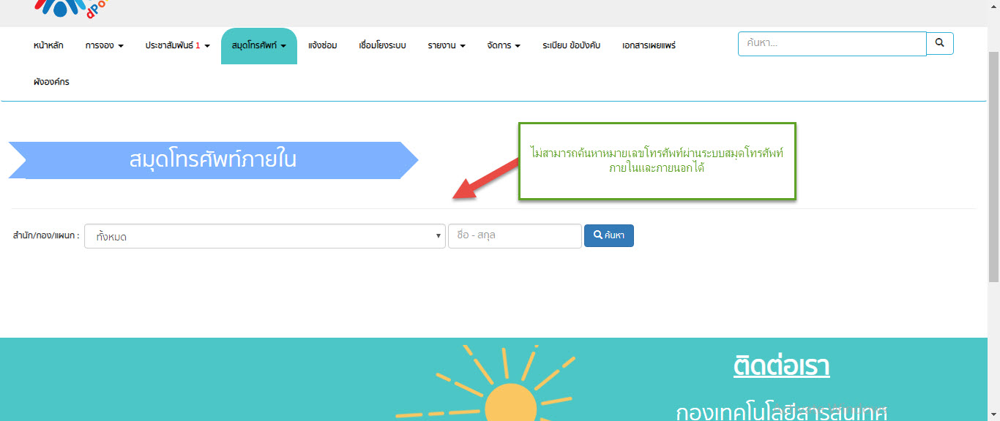 dPo
หน้าหลัก การจอง ประชาสัมพันธ์ 1 สมุดโทรศัพท์ แจ้งซ่อม เชื่อมโยงระบบ รายงาน จัดการ ระเบียบ ข้อบังคับ เอกสารเผยแพร่ ค้นหา...
ผังองค์กร
สมุดโทรศัพท์ภายใน
ไม่สามารถค้นหาหมายเลขโทรศัพท์ผ่านระบบสมุดโทรศัพท์
ภายในและภายนอกได้
สำนัก/กอง/แผนก : ทั้งหมด ชื่อ - สกุล ค้นหา
ติดต่อเรา
กองเทคโนโลยีสารสนเทศ